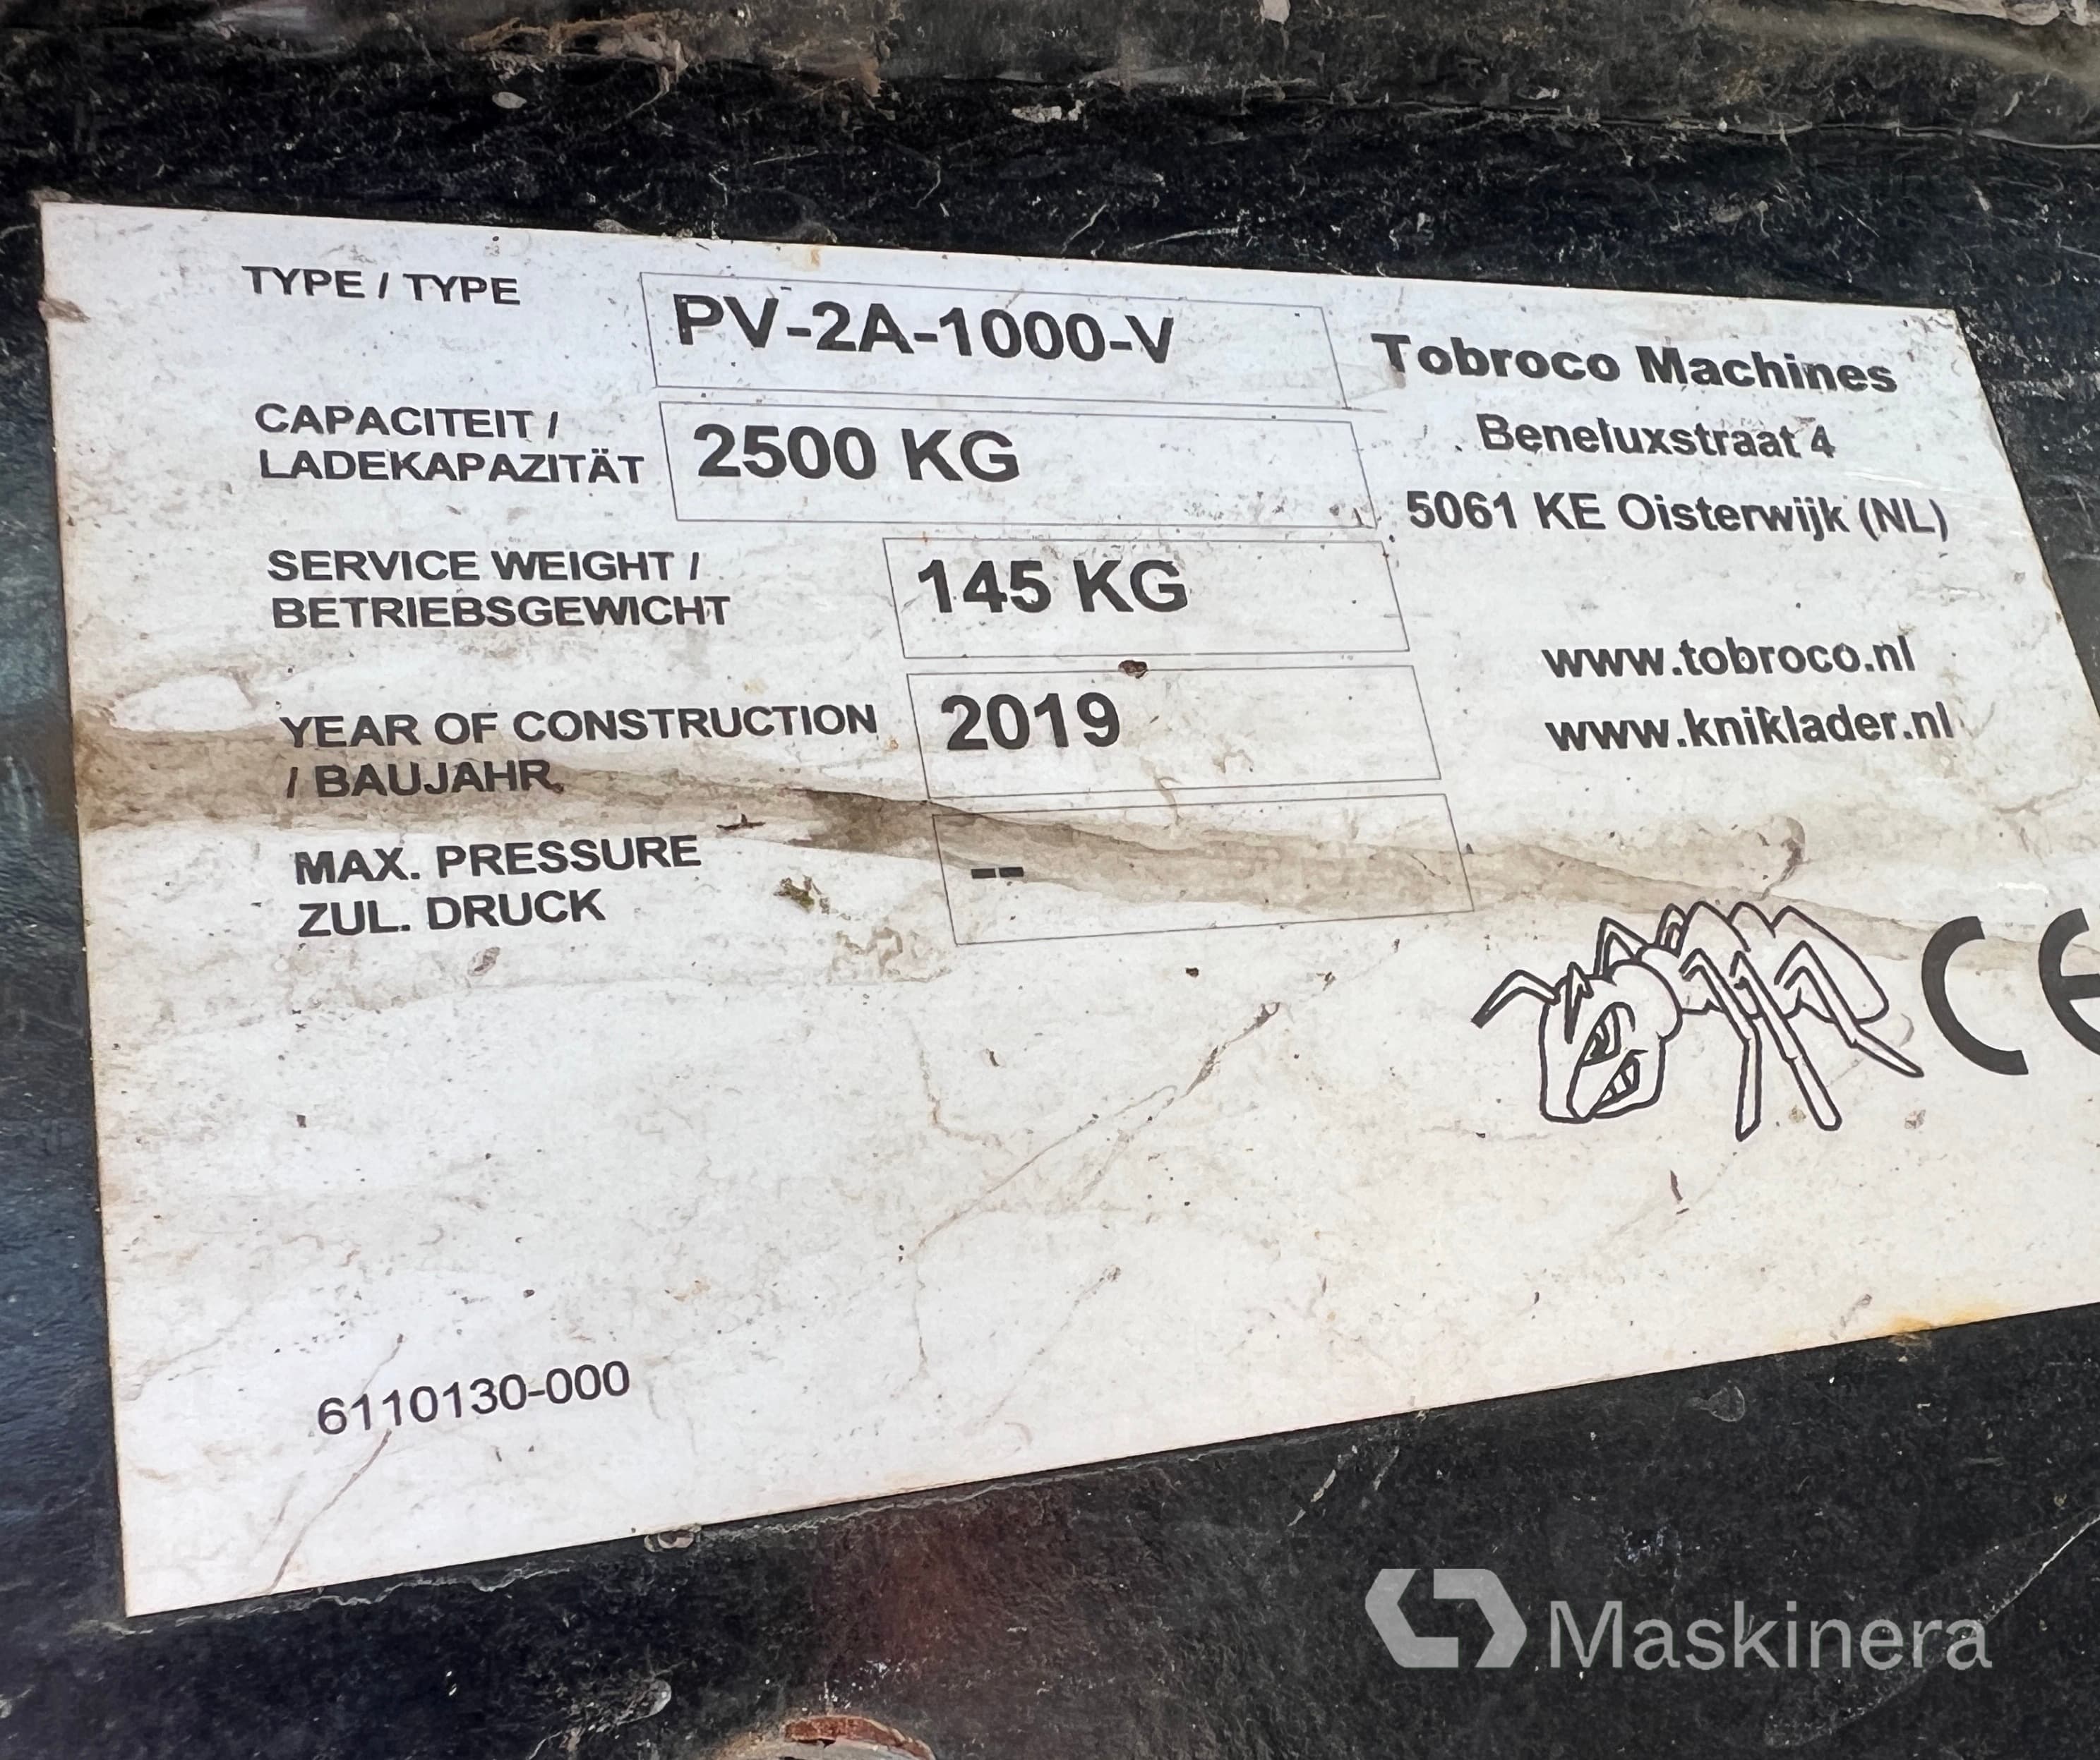 TYPE / TYPE
PV-2A-1000-V
CAPACITEIT /
LADEKAPAZITÄT
2500 KG
SERVICE WEIGHT /
BETRIEBSGEWICHT
145 KG
YEAR OF CONSTRUCTION
/ BAUJAHR
2019
MAX. PRESSURE
ZUL. DRUCK
--
Tobroco Machines
Beneluxstraat 4
5061 KE Oisterwijk (NL)
www.tobroco.nl
www.kniklader.nl
CE
6110130-000
Maskinera